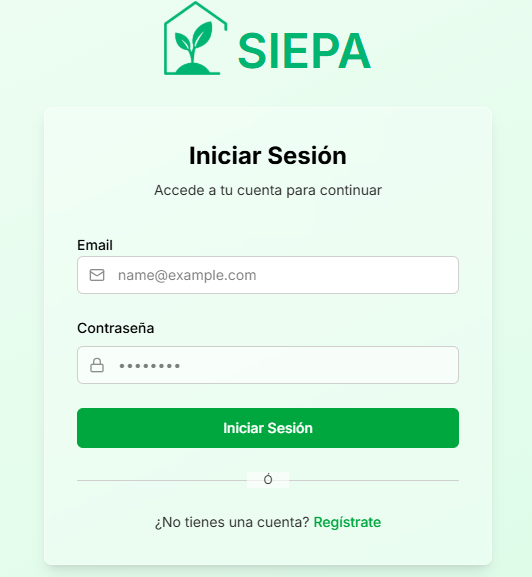 SIEPA
Iniciar Sesión
Accede a tu cuenta para continuar
Email
name@example.com
Contraseña
••••••••
Iniciar Sesión
Ó
¿No tienes una cuenta? Regístrate